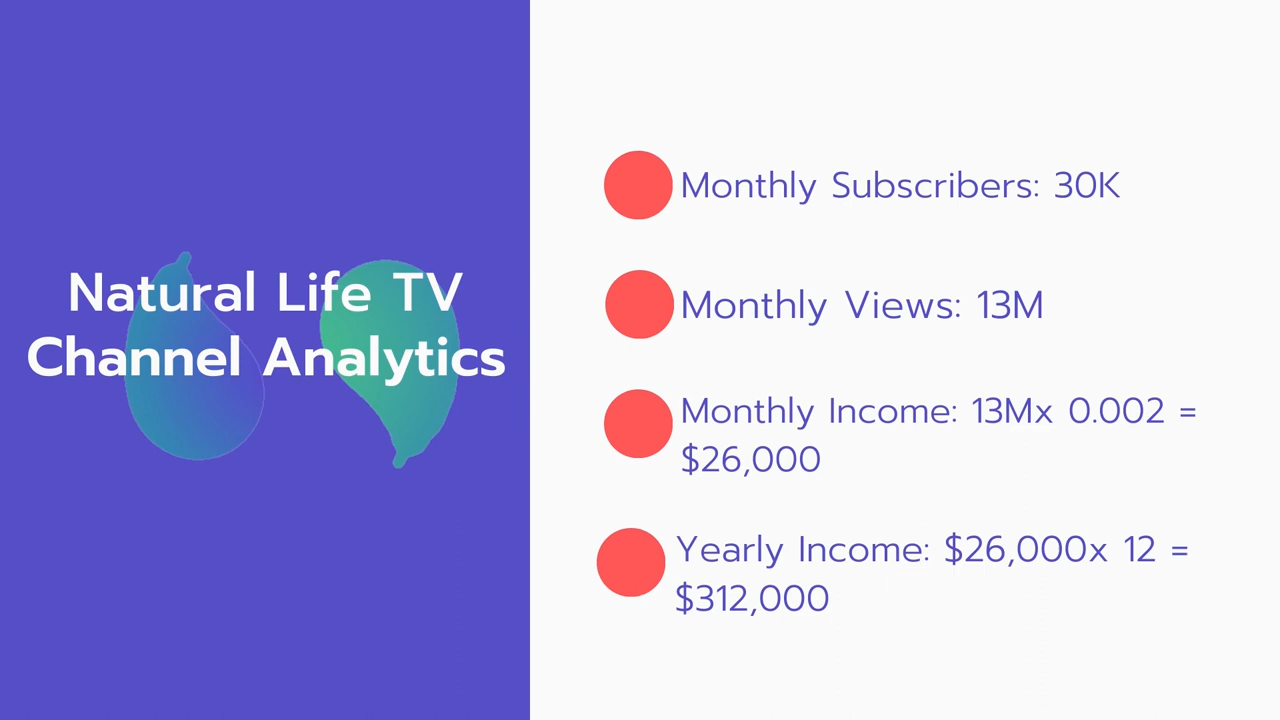 Natural Life TV
Channel Analytics
Monthly Subscribers: 30K
Monthly Views: 13M
Monthly Income: 13Mx 0.002 =
$26,000
Yearly Income: $26,000x 12 =
$312,000